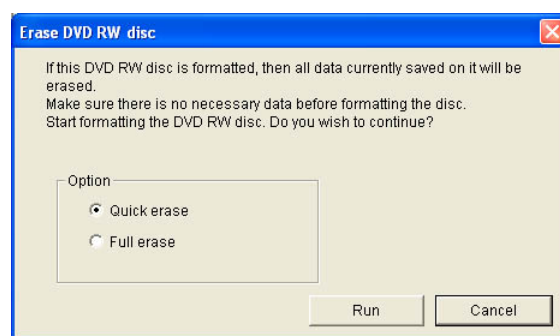 Erase DVD RW disc
If this DVD RW disc is formatted, then all data currently saved on it will be
erased.
Make sure there is no necessary data before formatting the disc.
Start formatting the DVD RW disc. Do you wish to continue?
Option
Quick erase
Full erase
Run Cancel